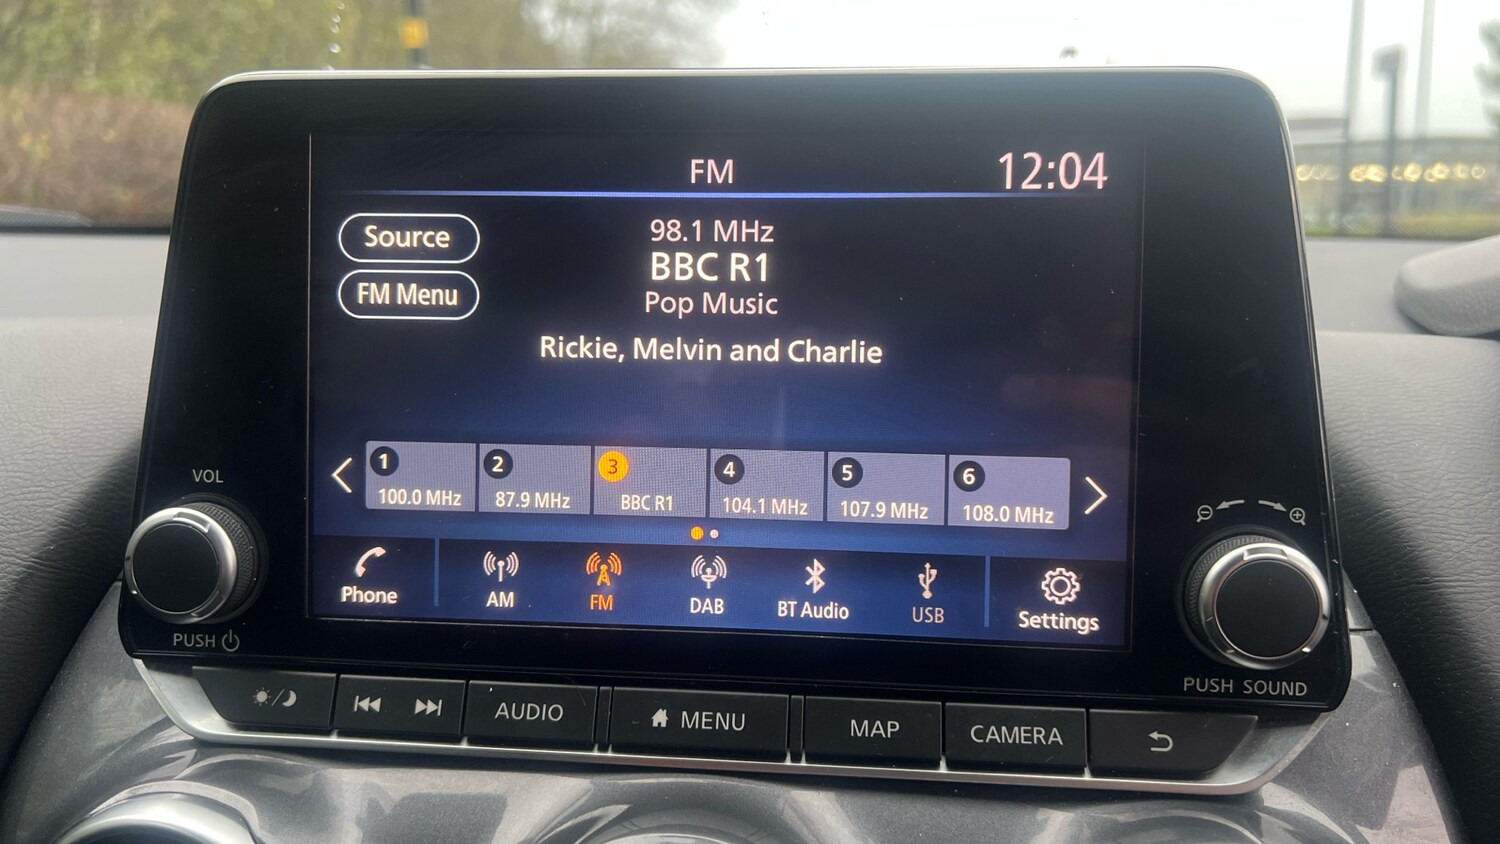 FM
12:04
Source
FM Menu
98.1 MHz
BBC R1
Pop Music
Rickie, Melvin and Charlie
1
100.0 MHz
2
87.9 MHz
3
BBC R1
4
104.1 MHz
5
107.9 MHz
6
108.0 MHz
Phone
AM
FM
DAB
BT Audio
USB
Settings
VOL
PUSH
PUSH SOUND
AUDIO
MENU
MAP
CAMERA